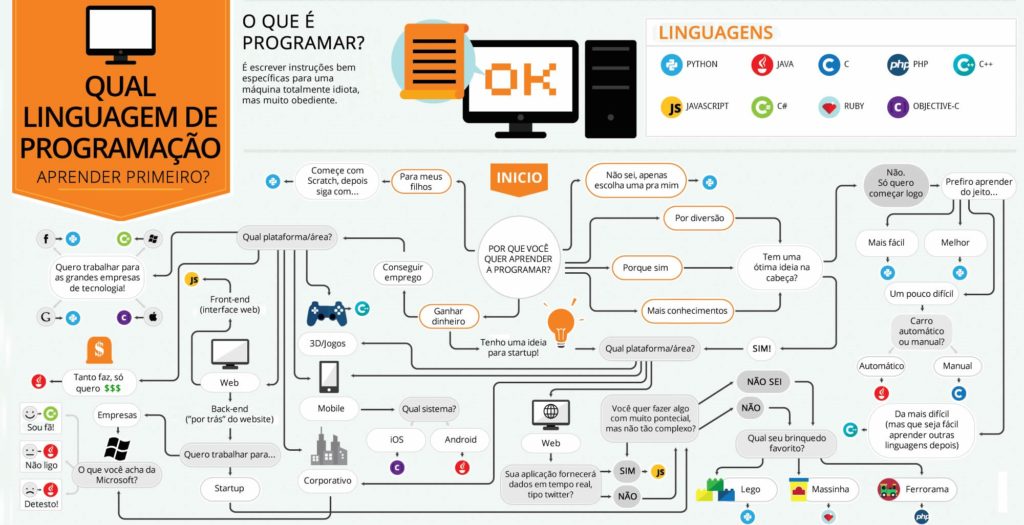 QUAL
LINGUAGEM DE
PROGRAMAÇÃO
APRENDER PRIMEIRO?
O QUE É
PROGRAMAR?
É escrever instruções bem
específicas para uma
máquina totalmente idiota,
mas muito obediente.
OK
LINGUAGENS
PYTHON
JAVA
C
C
php
PHP
C++
C++
JS
JAVASCRIPT
C#
C#
RUBY
C
OBJECTIVE-C
INICIO
POR QUE VOCÊ
QUER APRENDER
A PROGRAMAR?
Para meus
filhos
Começe com
Scratch, depois
siga com...
Não sei, apenas
escolha uma pra mim
Por diversão
Porque sim
Mais conhecimentos
Tem uma
ótima ideia na
cabeça?
Não.
Só quero
começar logo
Prefiro aprender
do jeito...
Mais fácil
Melhor
Um pouco difícil
Carro
automático
ou manual?
Automático
Manual
C
Da mais difícil
(mas que seja fácil
aprender outras
linguagens depois)
C++
SIM!
Qual plataforma/área?
Ganhar
dinheiro
Conseguir
emprego
Tenho uma ideia
para startup!
Qual plataforma/área?
f
C#
Quero trabalhar para
as grandes empresas
de tecnologia!
G
C
JS
Front-end
(interface web)
$
Tanto faz, só
quero $$$
Web
Back-end
("por trás" do website)
Quero trabalhar para...
Empresas
Startup
O que você acha da
Microsoft?
C#
Sou fã!
Não ligo
Detesto!
C++
3D/Jogos
Mobile
Qual sistema?
iOS
Android
C
Corporativo
Web
Sua aplicação fornecerá
dados em tempo real,
tipo twitter?
SIM
JS
NÃO
Você quer fazer algo
com muito pontecial,
mas não tão complexo?
NÃO SEI
NÃO
Qual seu brinquedo
favorito?
Lego
Massinha
Ferrorama
php